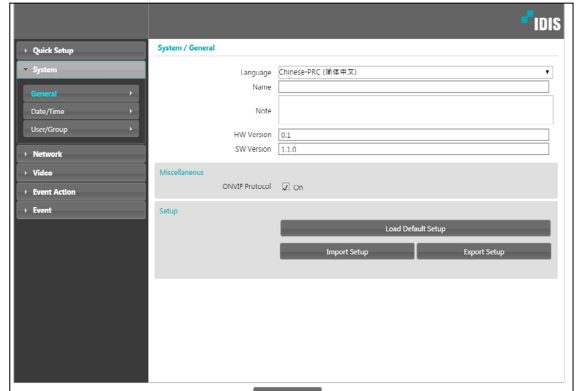 IDIS
Quick Setup
System
General
Date/Time
User/Group
Network
Video
Event Action
Event
System / General
Language Chinese-PRC (简体中文)
Name
Note
HW Version 0.1
SW Version 1.1.0
Miscellaneous
ONVIF Protocol On
Setup
Load Default Setup
Import Setup Export Setup